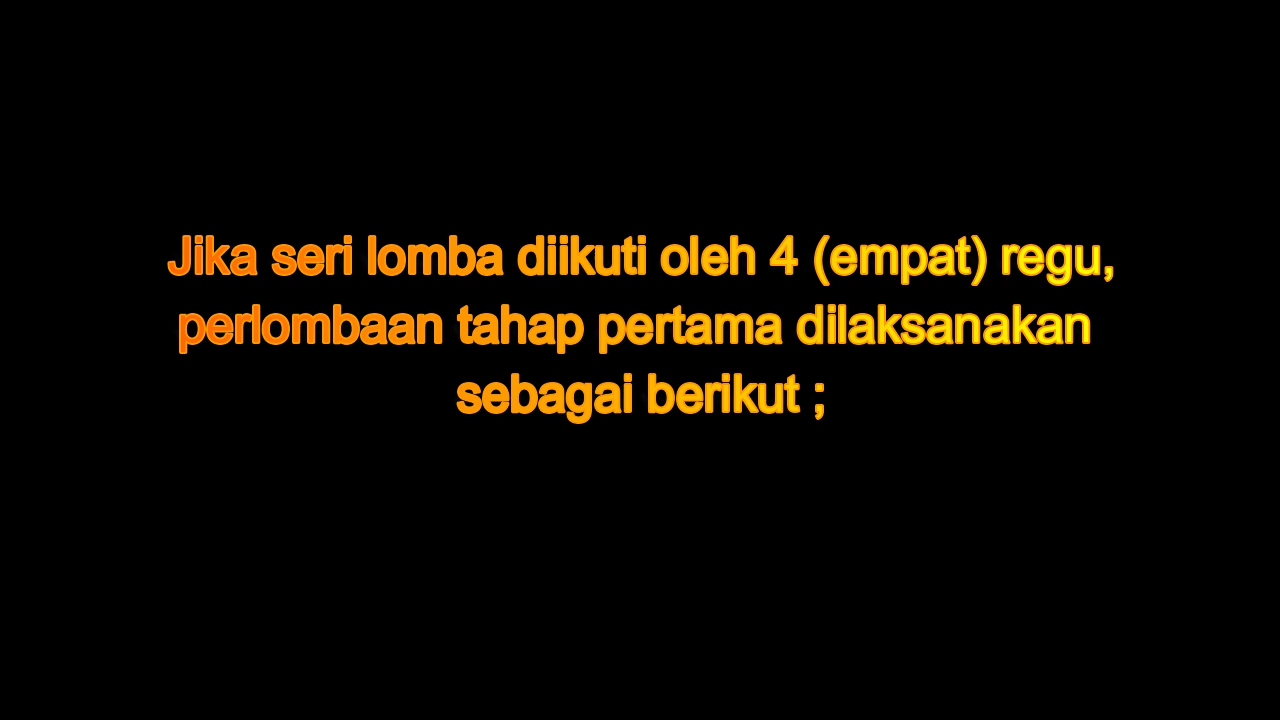 Jika seri lomba diikuti oleh 4 (empat) regu,
perlombaan tahap pertama dilaksanakan
sebagai berikut ;